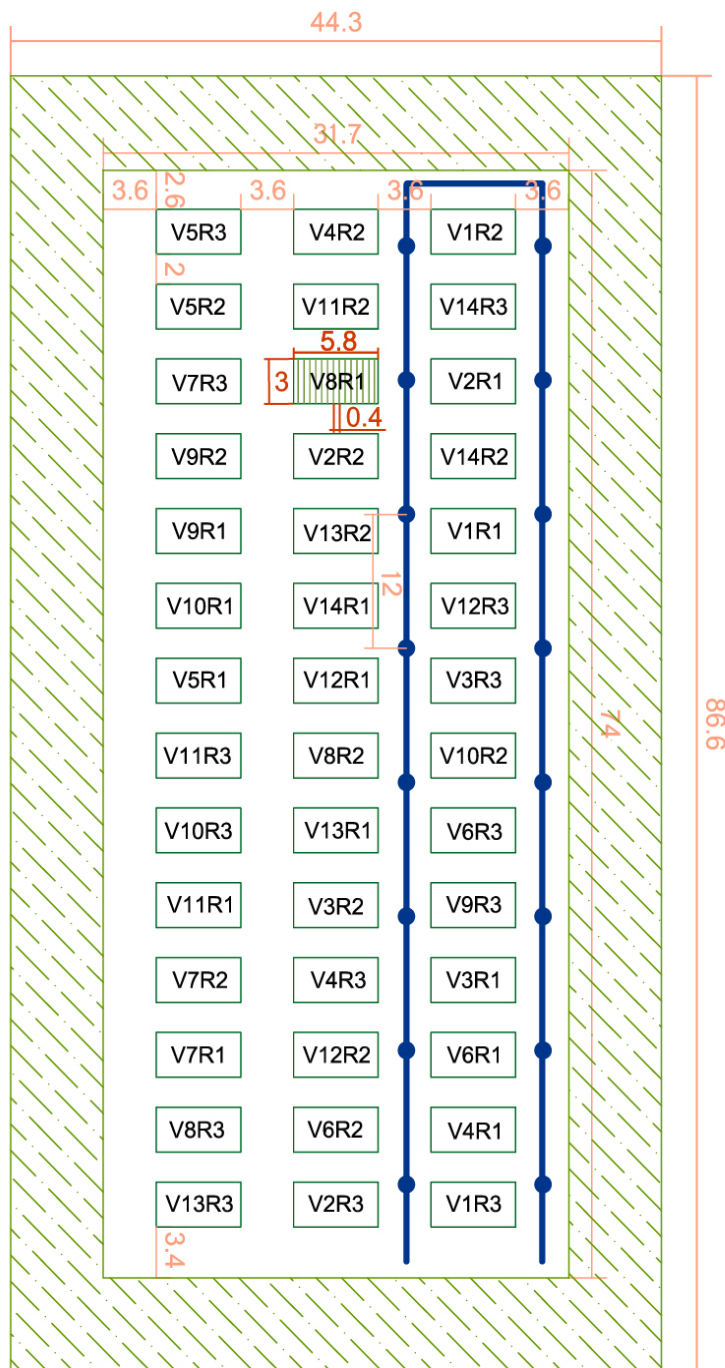 44.3
31.7
3.6 2.6 3.6 3.6 3.6
V5R3 V4R2 V1R2
2
V5R2 V11R2 V14R3
5.8
V7R3 3 V8R1 V2R1
0.4
V9R2 V2R2 V14R2
V9R1 V13R2 V1R1
12
V10R1 V14R1 V12R3
V5R1 V12R1 V3R3
74 86.6
V11R3 V8R2 V10R2
V10R3 V13R1 V6R3
V11R1 V3R2 V9R3
V7R2 V4R3 V3R1
V7R1 V12R2 V6R1
V8R3 V6R2 V4R1
V13R3 V2R3 V1R3
3.4